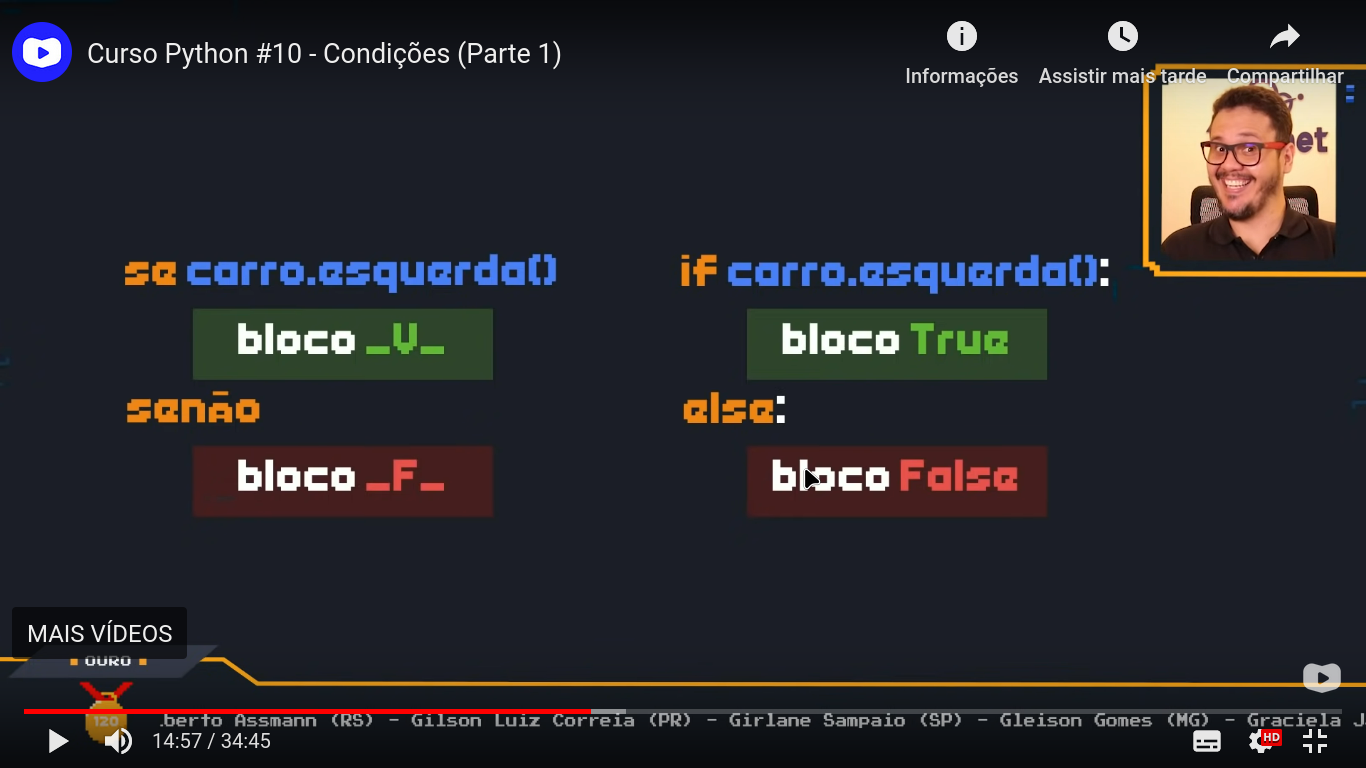 Curso Python #10 - Condições (Parte 1)
Informações
Assistir mais tarde
Compartilhar
se carro.esquerda()
bloco _V_
senão
bloco _F_
if carro.esquerda():
bloco True
else:
bloco False
MAIS VÍDEOS
OURO
120
.berto Assmann (RS) - Gilson Luiz Correia (PR) - Girlane Sampaio (SP) - Gleison Gomes (MG) - Graciela J
14:57 / 34:45
HD